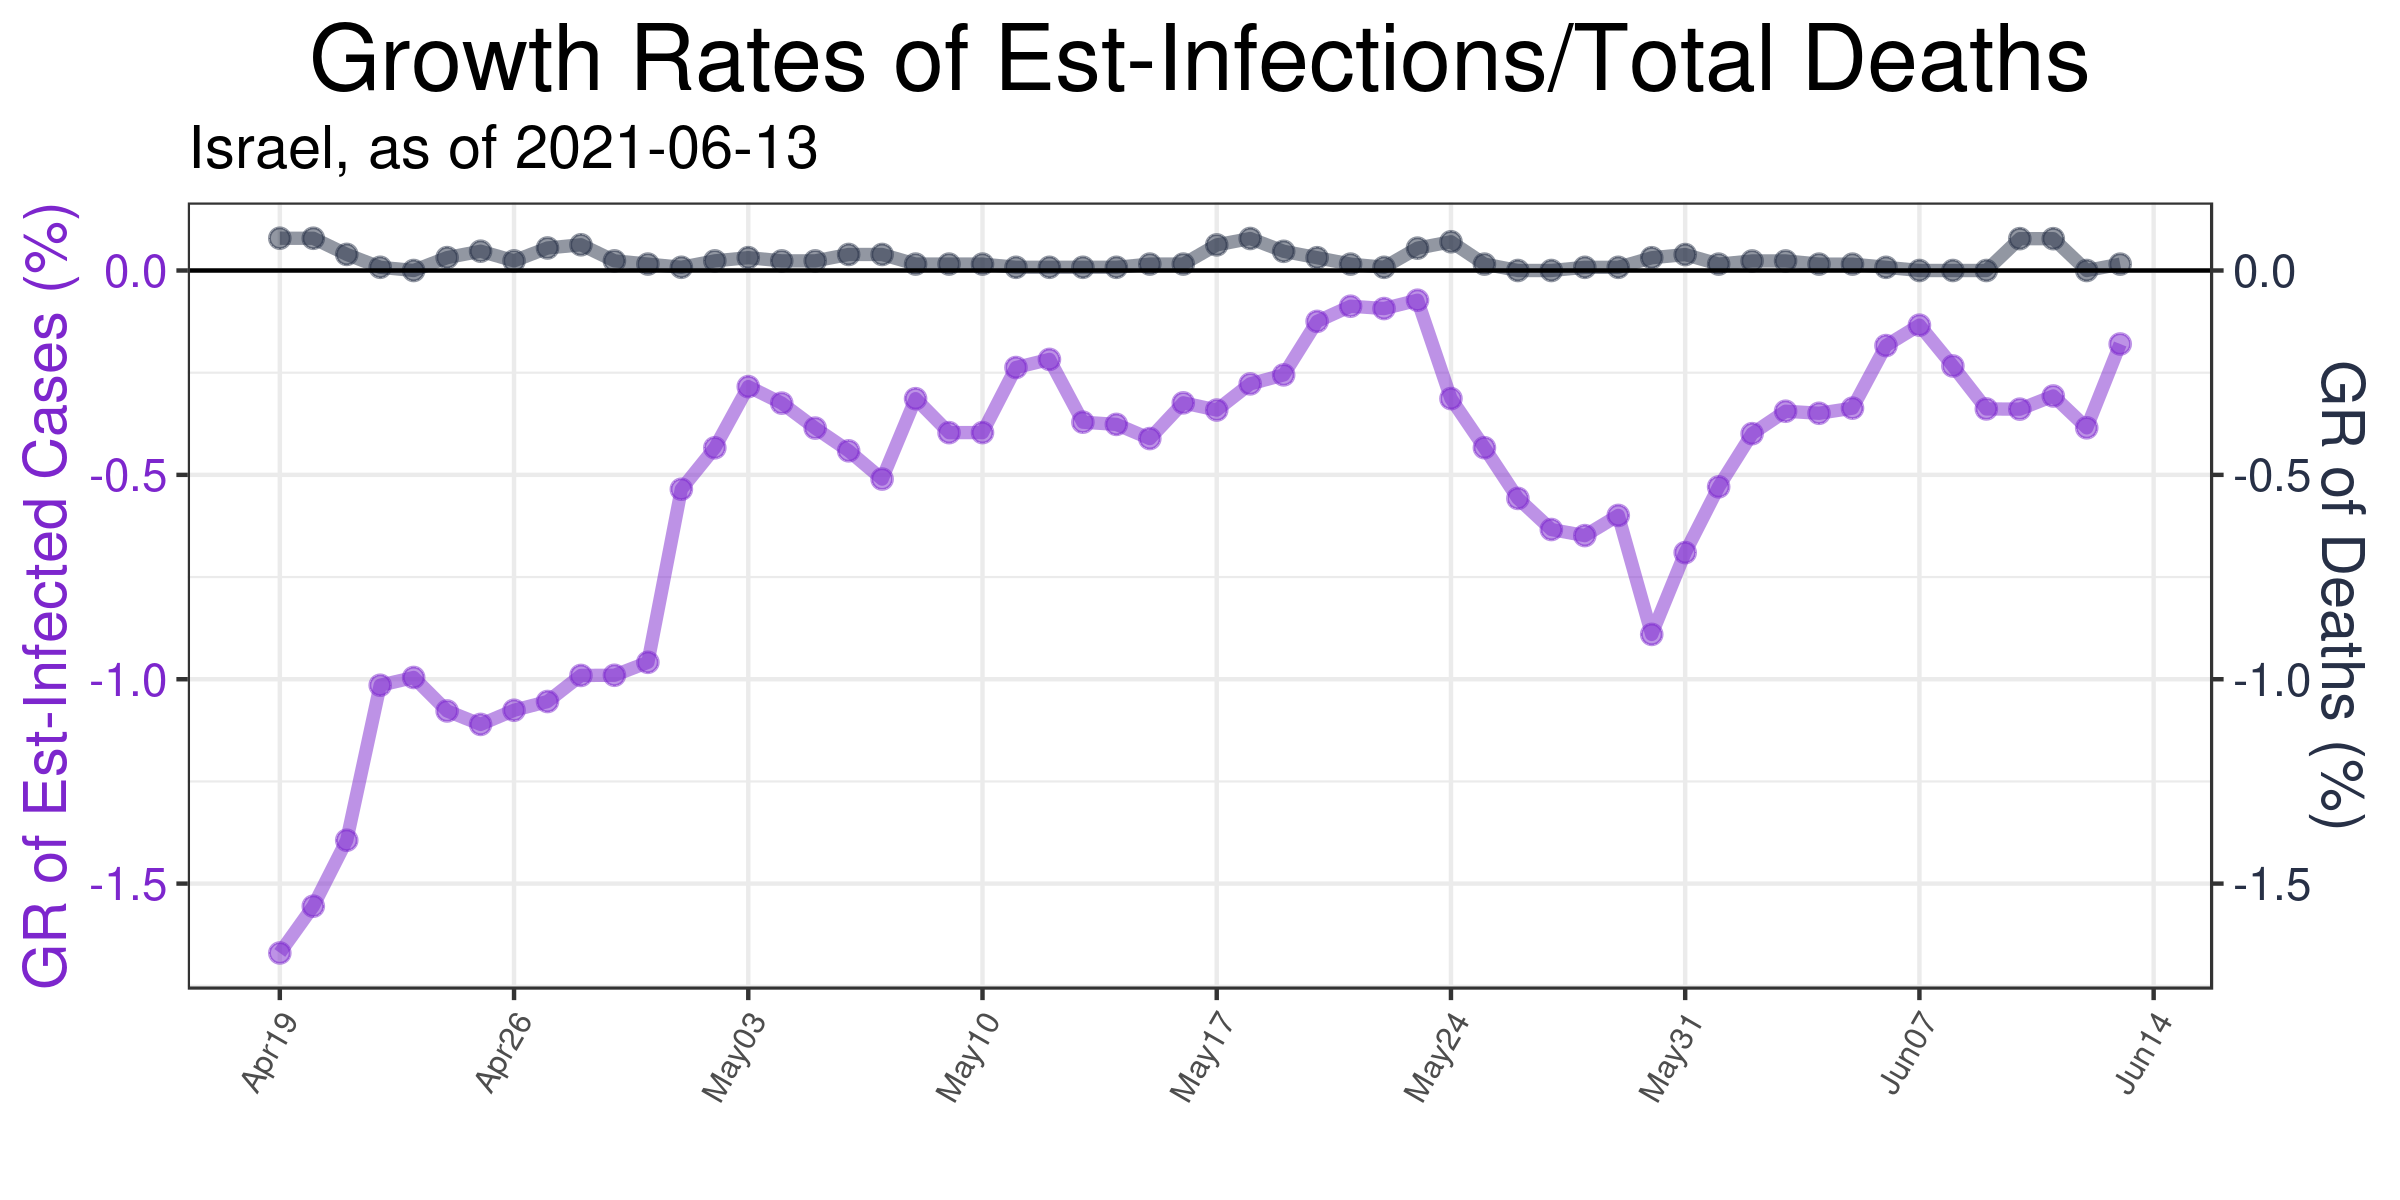 Growth Rates of Est-Infections/Total Deaths
Israel, as of 2021-06-13
GR of Est-Infected Cases (%)
0.0
-0.5
-1.0
-1.5
0.0
-0.5
-1.0
-1.5
GR of Deaths (%)
Apr19
Apr26
May03
May10
May17
May24
May31
Jun07
Jun14